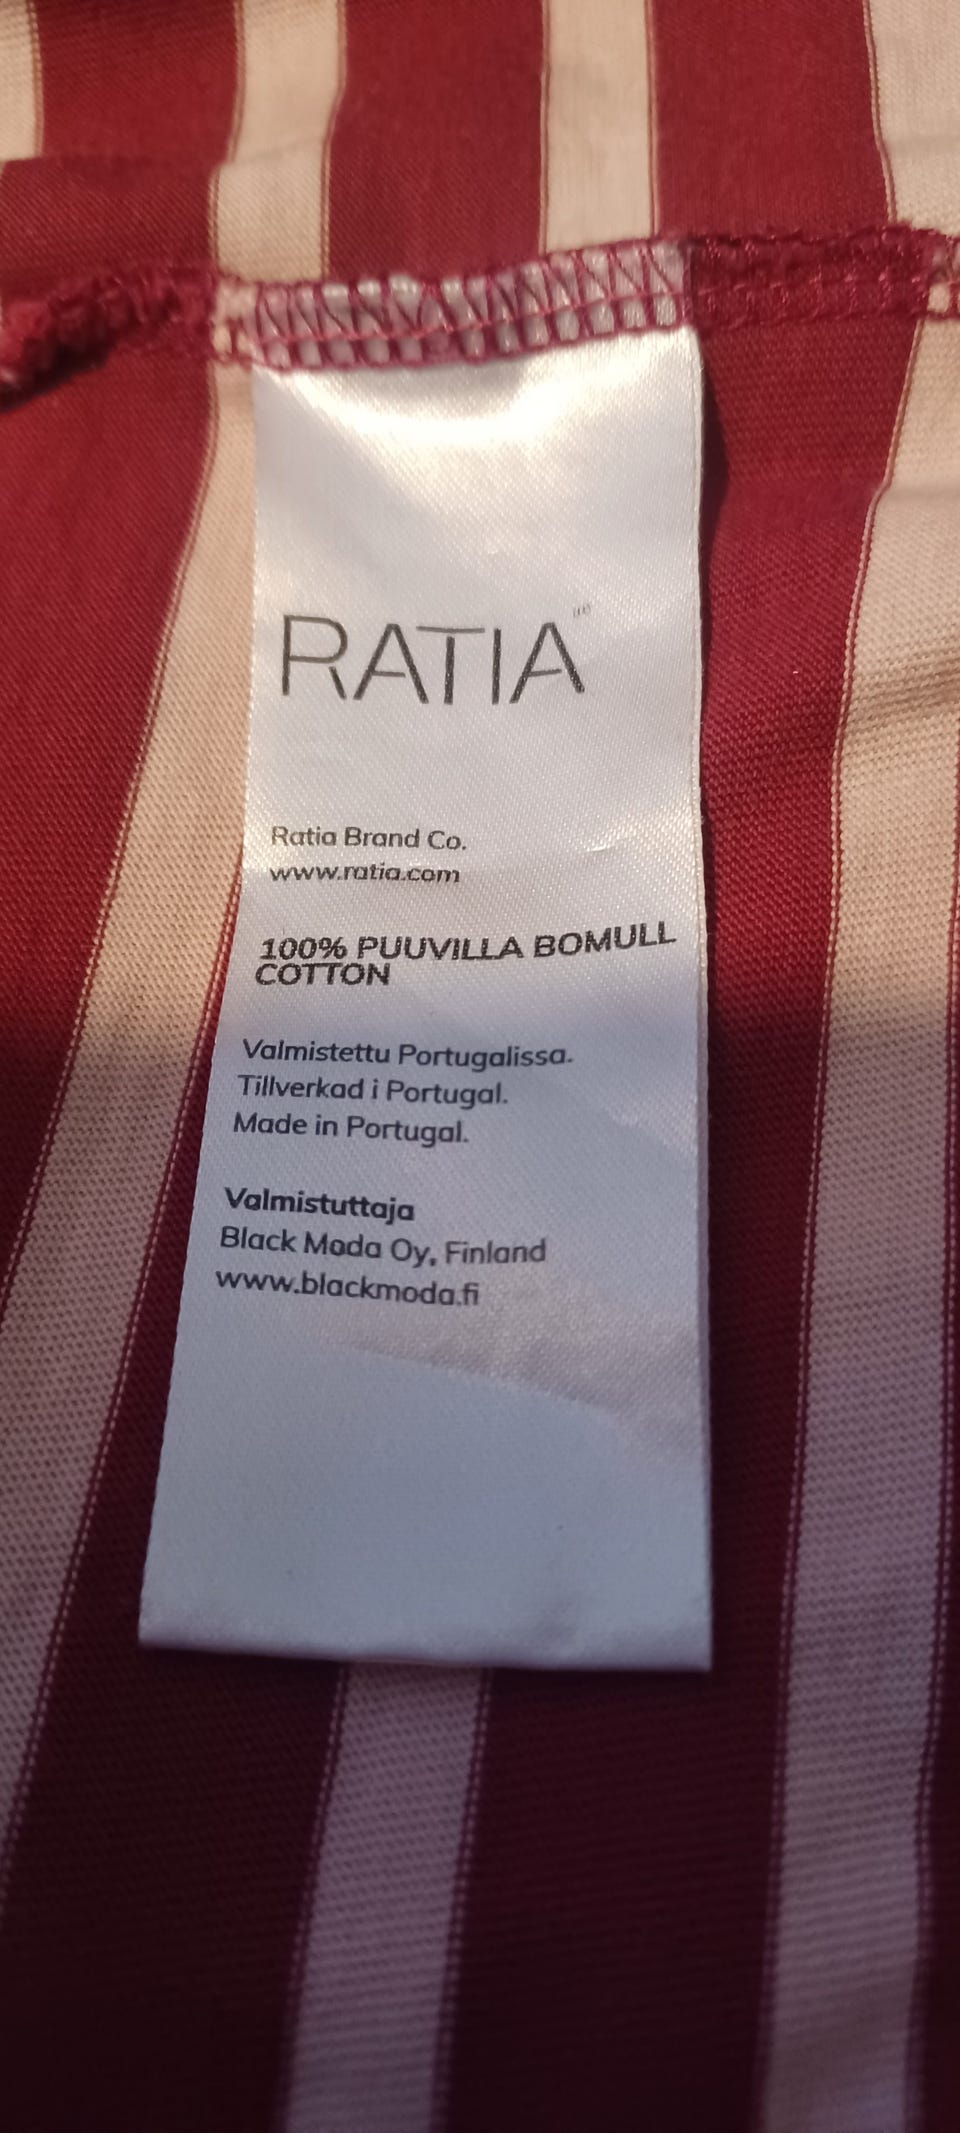 RATIA
Ratia Brand Co.
www.ratia.com
100% PUUVILLA BOMULL
COTTON
Valmistettu Portugalissa.
Tillverkad i Portugal.
Made in Portugal.
Valmistuttaja
Black Moda Oy, Finland
www.blackmoda.fi